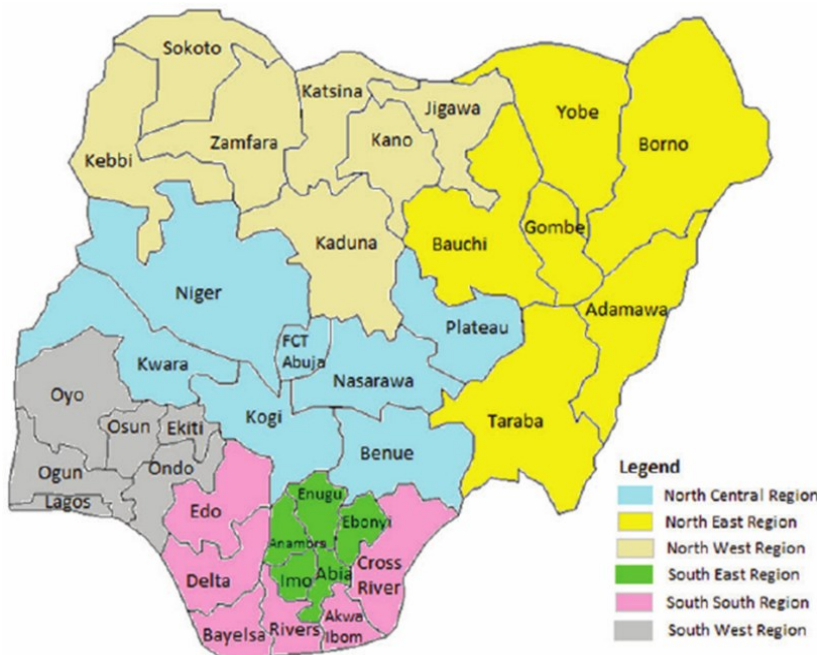 Sokoto
Katsina
Jigawa
Yobe
Borno
Zamfara
Kano
Kebbi
Gombe
Bauchi
Kaduna
Niger
Adamawa
Plateau
FCT
Abuja
Kwara
Nasarawa
Oyo
Kogi
Taraba
Osun
Ekiti
Benue
Ogun
Ondo
Lagos
Enugu
Edo
Ebonyi
Anambra
Cross
River
Delta
Imo
Abia
Akwa
Ibom
Rivers
Bayelsa
Legend
North Central Region
North East Region
North West Region
South East Region
South South Region
South West Region